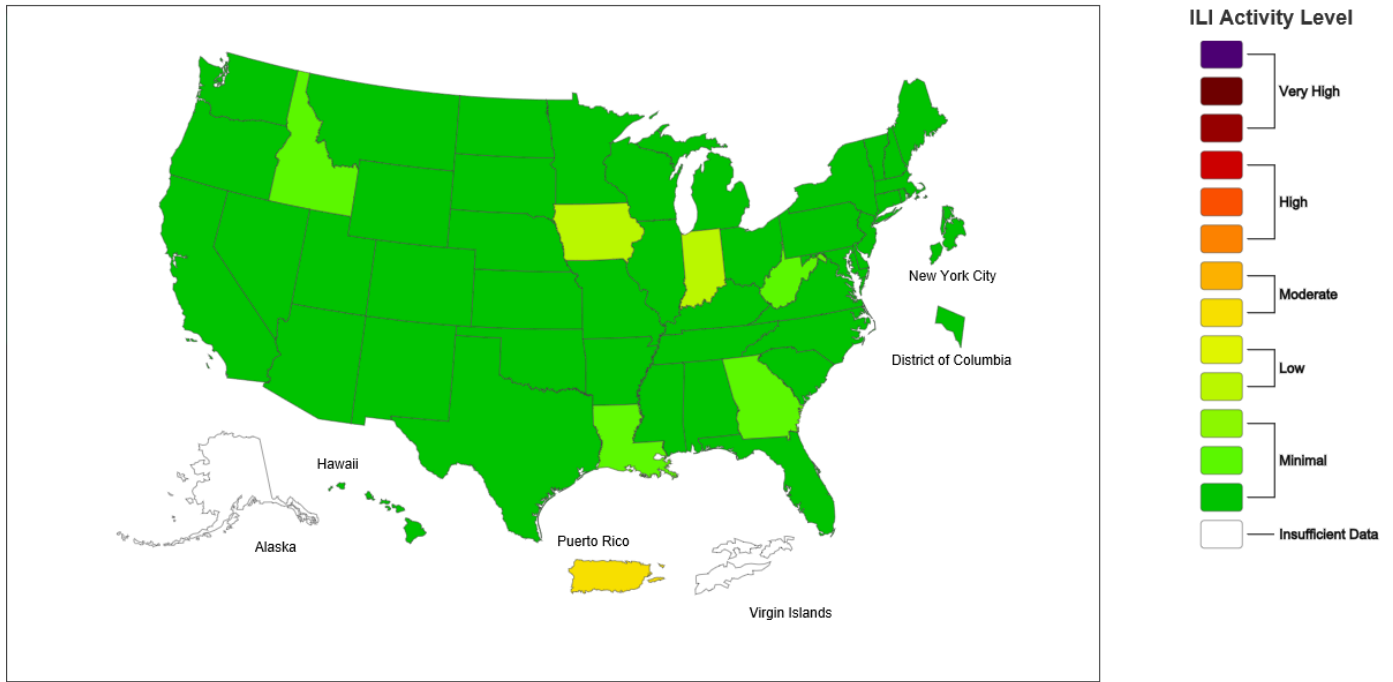 ILI Activity Level
Very High
High
Moderate
Low
Minimal
Insufficient Data
New York City
District of Columbia
Hawaii
Alaska
Puerto Rico
Virgin Islands